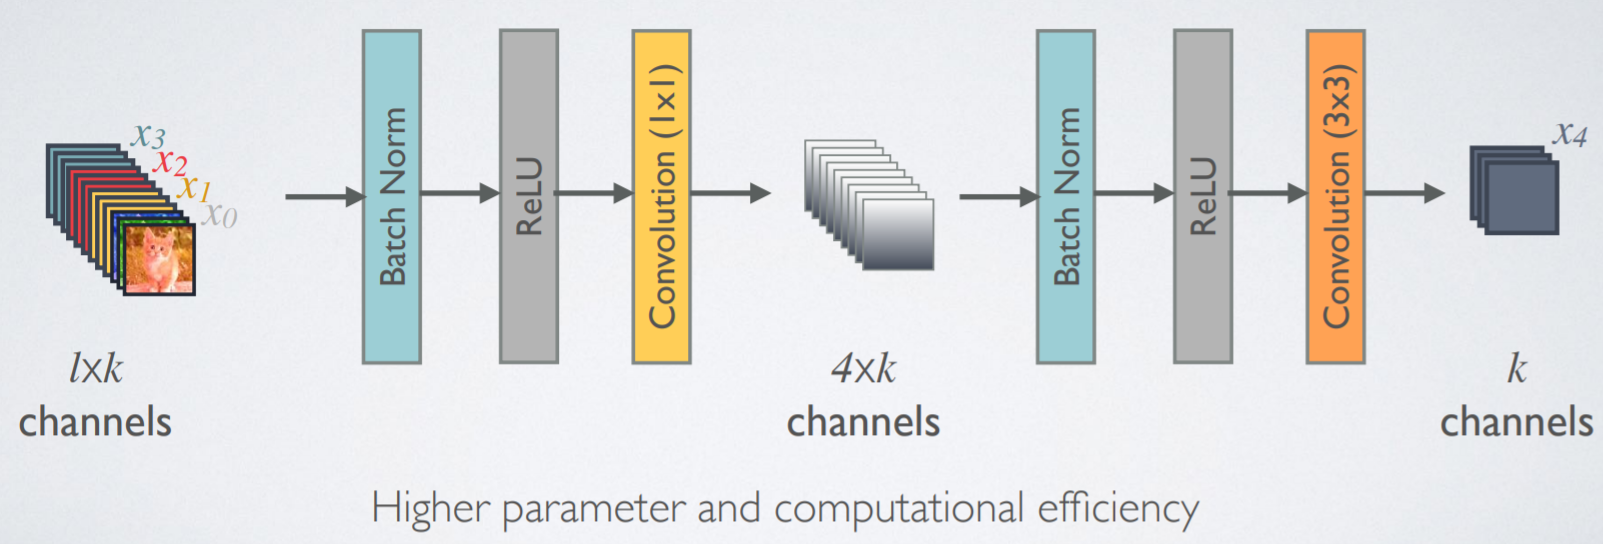 x3
x2
x1
x0
Batch Norm
ReLU
Convolution (1x1)
Batch Norm
ReLU
Convolution (3x3)
x4
lxk
channels
4xk
channels
k
channels
Higher parameter and computational efficiency